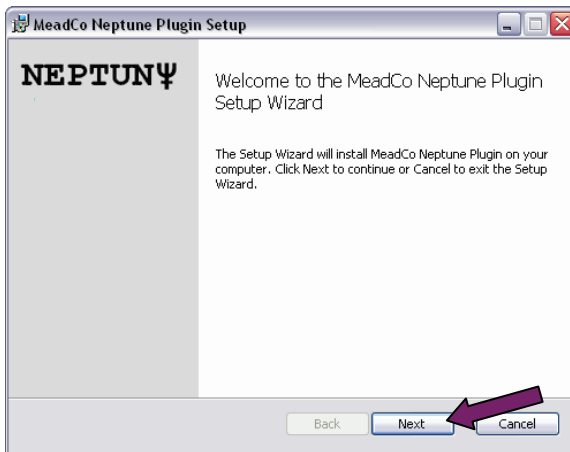 MeadCo Neptune Plugin Setup
NEPTUNΨ
Welcome to the MeadCo Neptune Plugin
Setup Wizard
The Setup Wizard will install MeadCo Neptune Plugin on your
computer. Click Next to continue or Cancel to exit the Setup
Wizard.
Back
Next
Cancel